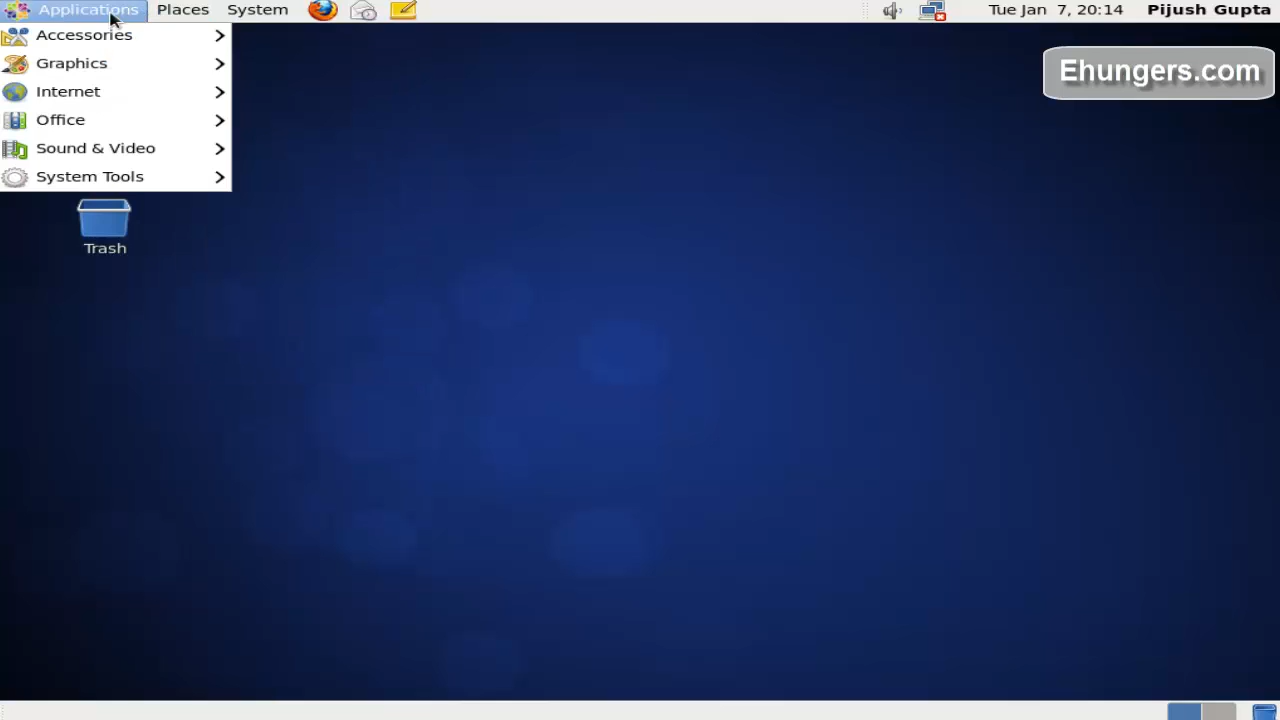 Applications Places System Tue Jan 7, 20:14 Pijush Gupta
Accessories
Graphics
Internet
Office
Sound & Video
System Tools
Trash
Ehungers.com